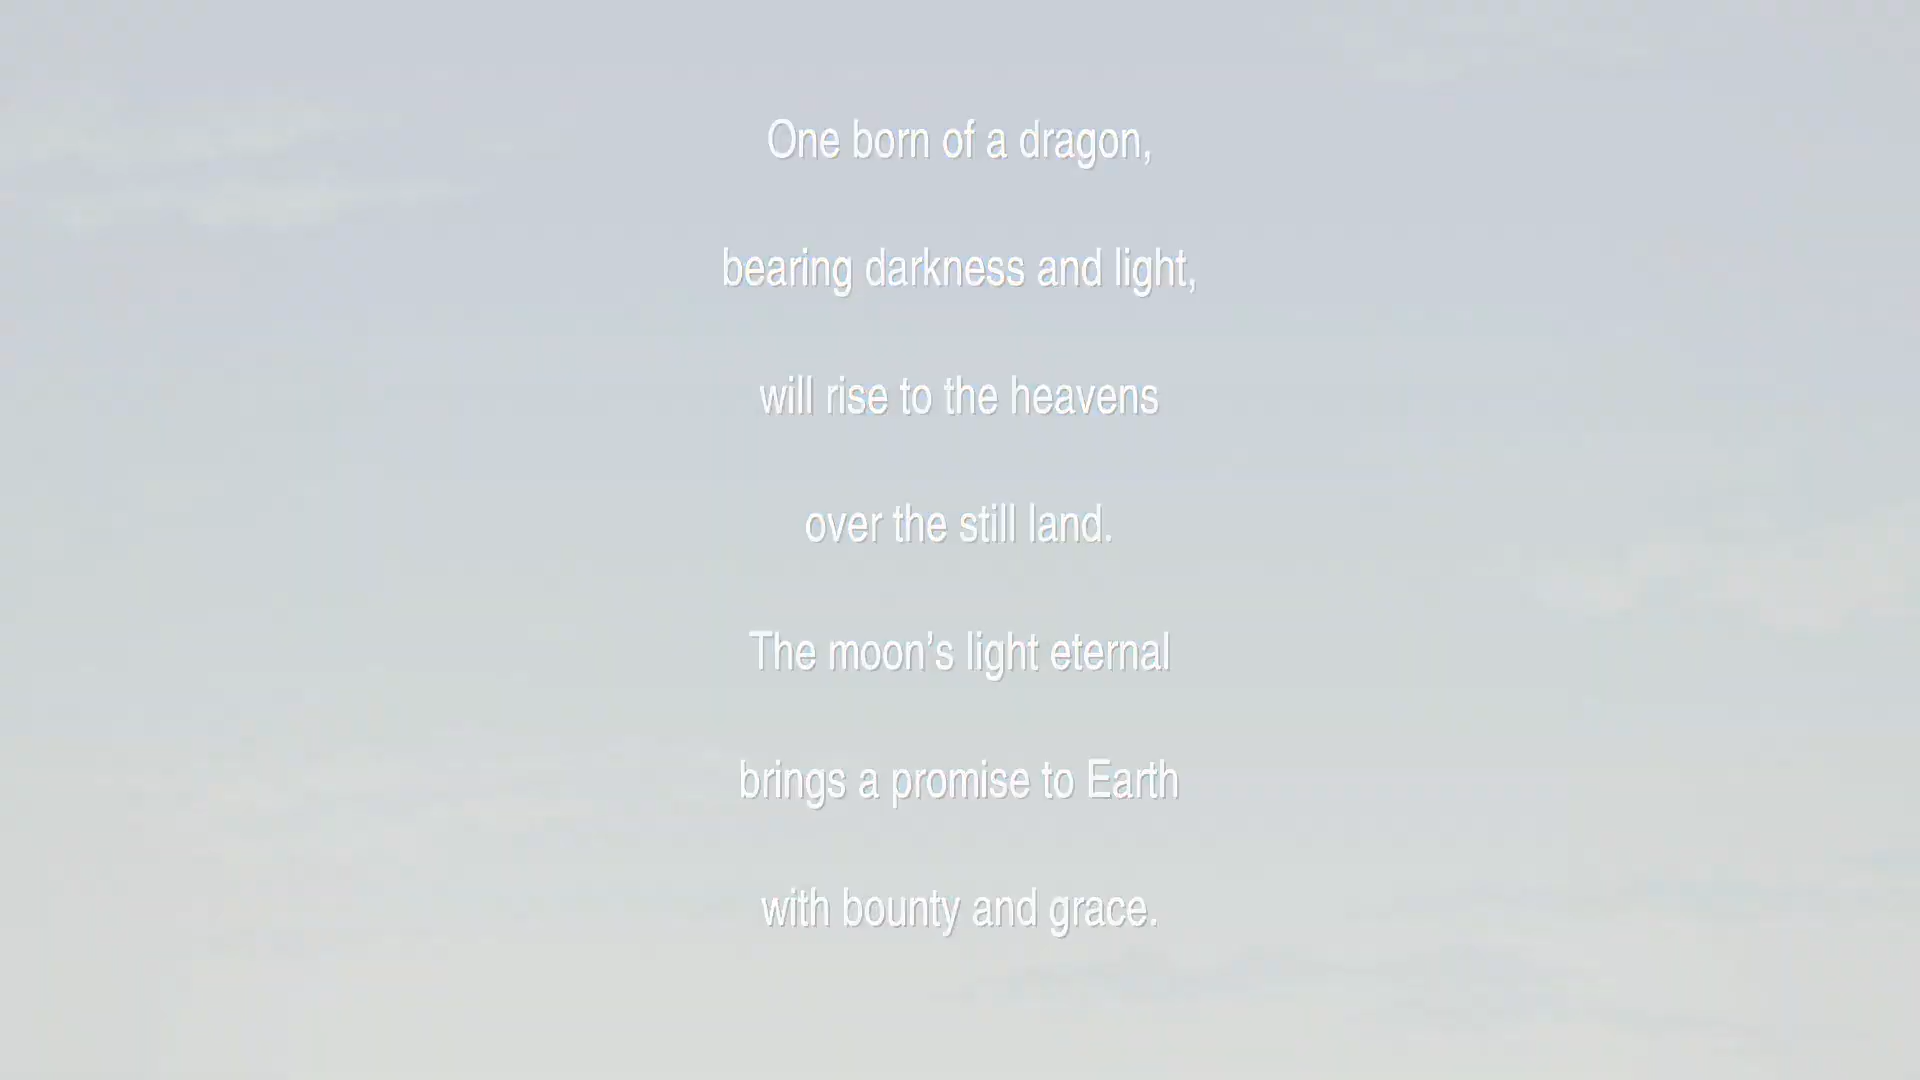 One born of a dragon,
bearing darkness and light,
will rise to the heavens
over the still land.
The moon’s light eternal
brings a promise to Earth
with bounty and grace.